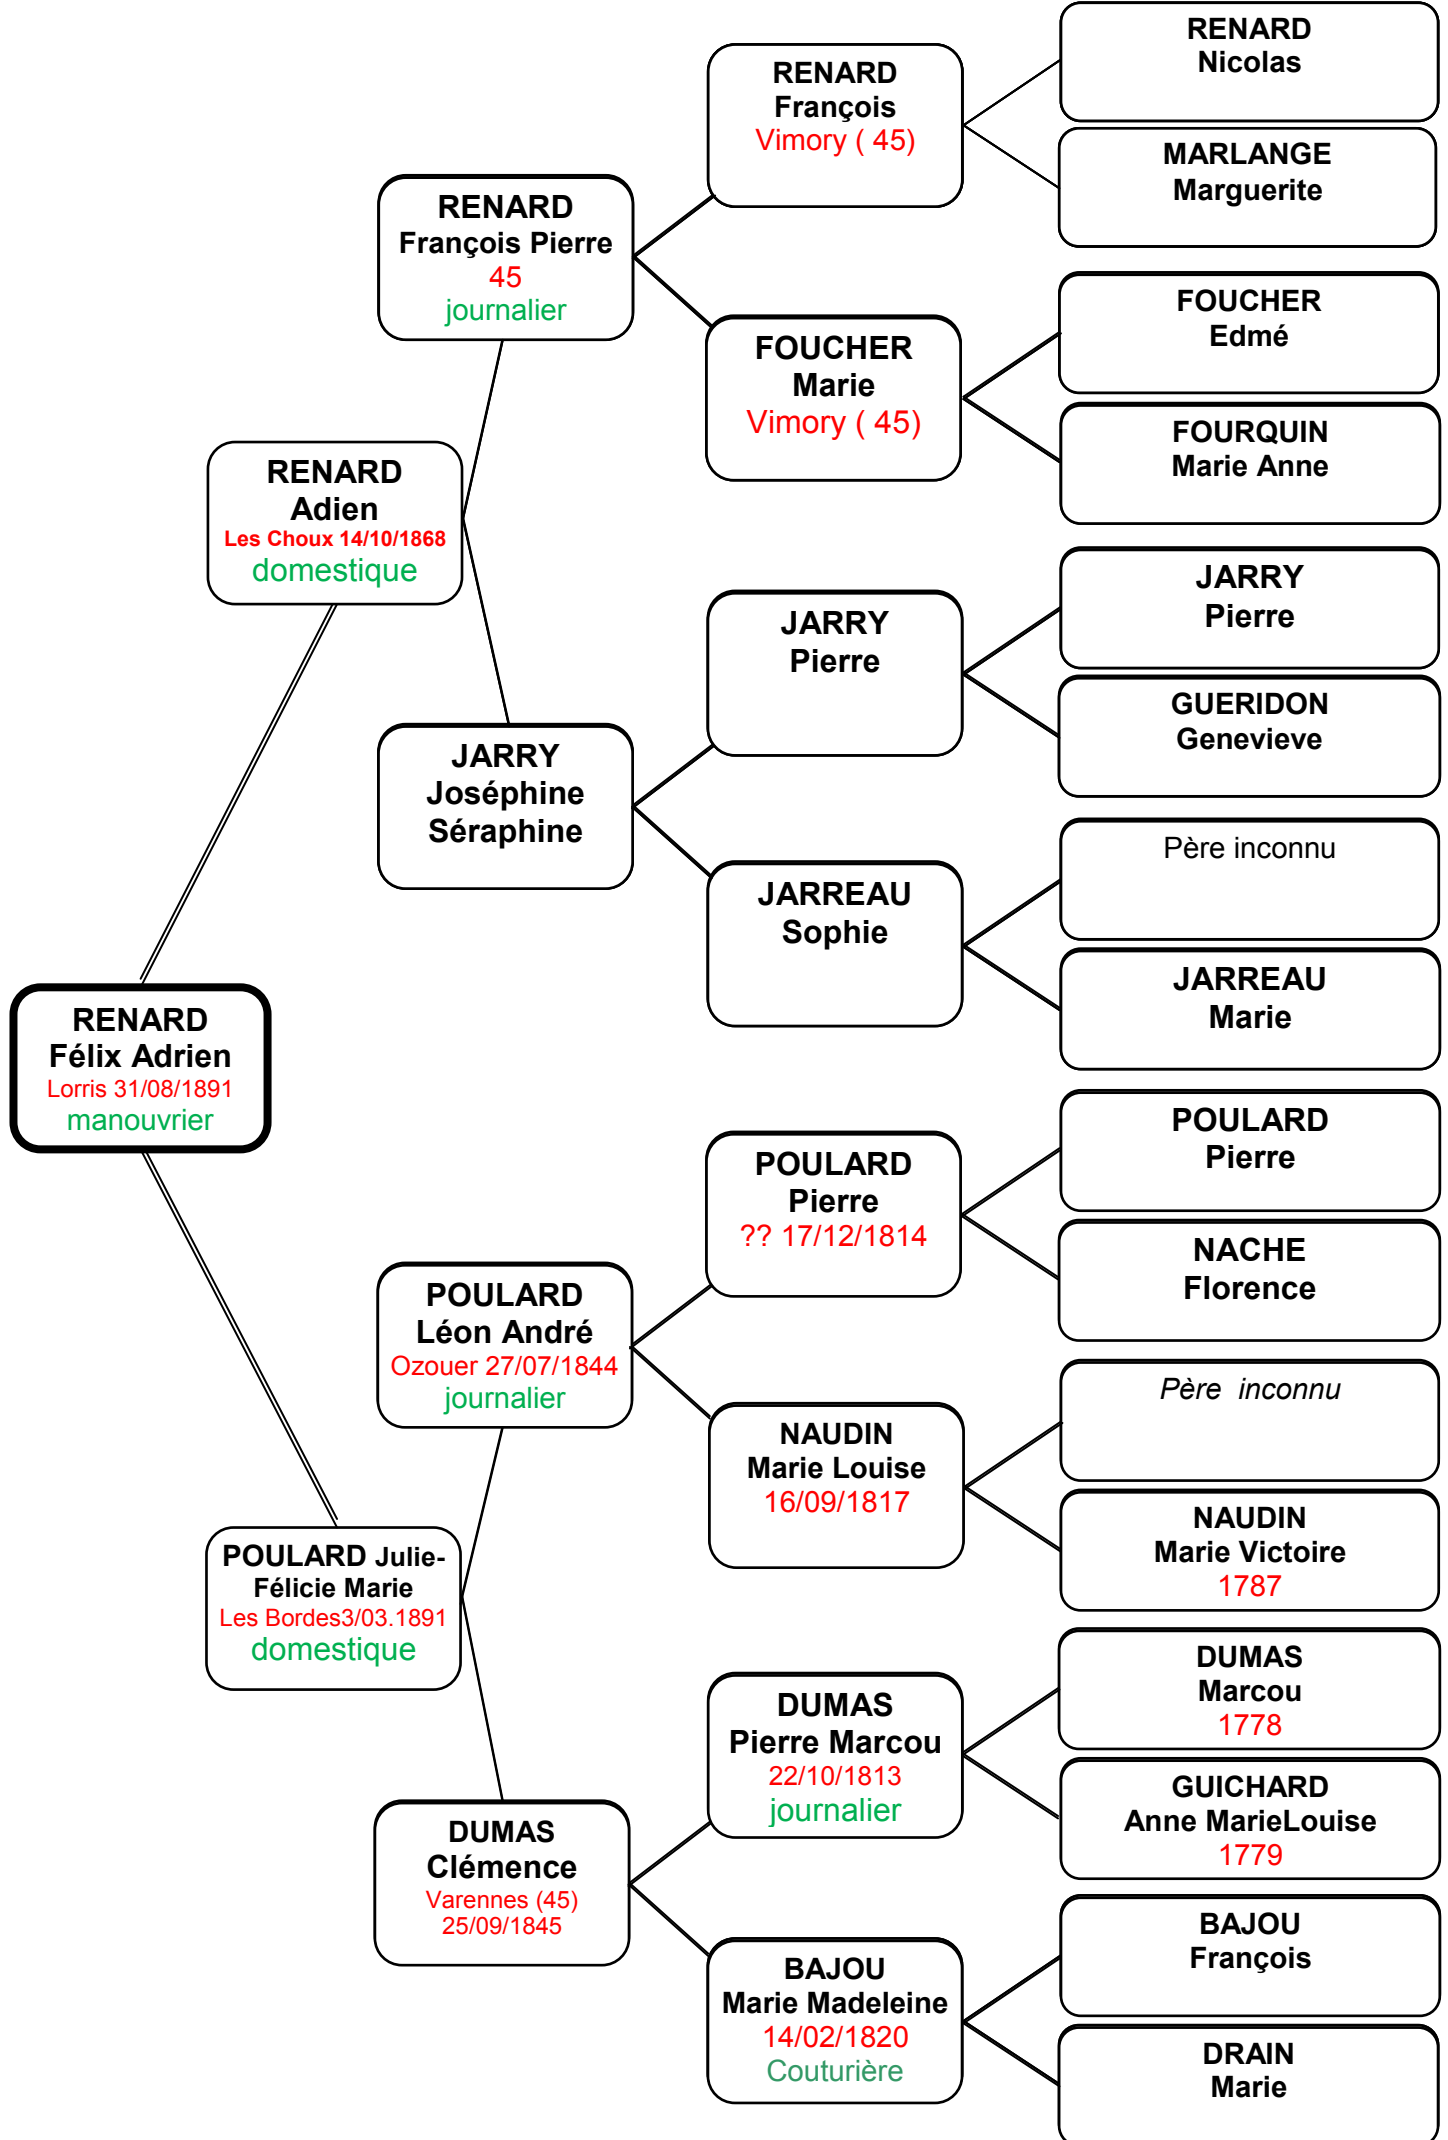 RENARD
Félix Adrien
Lorris 31/08/1891
manouvrier
RENARD
Adien
Les Choux 14/10/1868
domestique
POULARD Julie-
Félicie Marie
Les Bordes3/03.1891
domestique
RENARD
François Pierre
45
journalier
JARRY
Joséphine
Séraphine
POULARD
Léon André
Ozouer 27/07/1844
journalier
DUMAS
Clémence
Varennes (45)
25/09/1845
RENARD
François
Vimory ( 45)
FOUCHER
Marie
Vimory ( 45)
JARRY
Pierre
JARREAU
Sophie
POULARD
Pierre
?? 17/12/1814
NAUDIN
Marie Louise
16/09/1817
DUMAS
Pierre Marcou
22/10/1813
journalier
BAJOU
Marie Madeleine
14/02/1820
Couturière
RENARD
Nicolas
MARLANGE
Marguerite
FOUCHER
Edmé
FOURQUIN
Marie Anne
JARRY
Pierre
GUERIDON
Genevieve
Père inconnu
JARREAU
Marie
POULARD
Pierre
NACHE
Florence
Père inconnu
NAUDIN
Marie Victoire
1787
DUMAS
Marcou
1778
GUICHARD
Anne MarieLouise
1779
BAJOU
François
DRAIN
Marie